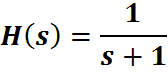 H(s) = 1/(s + 1)